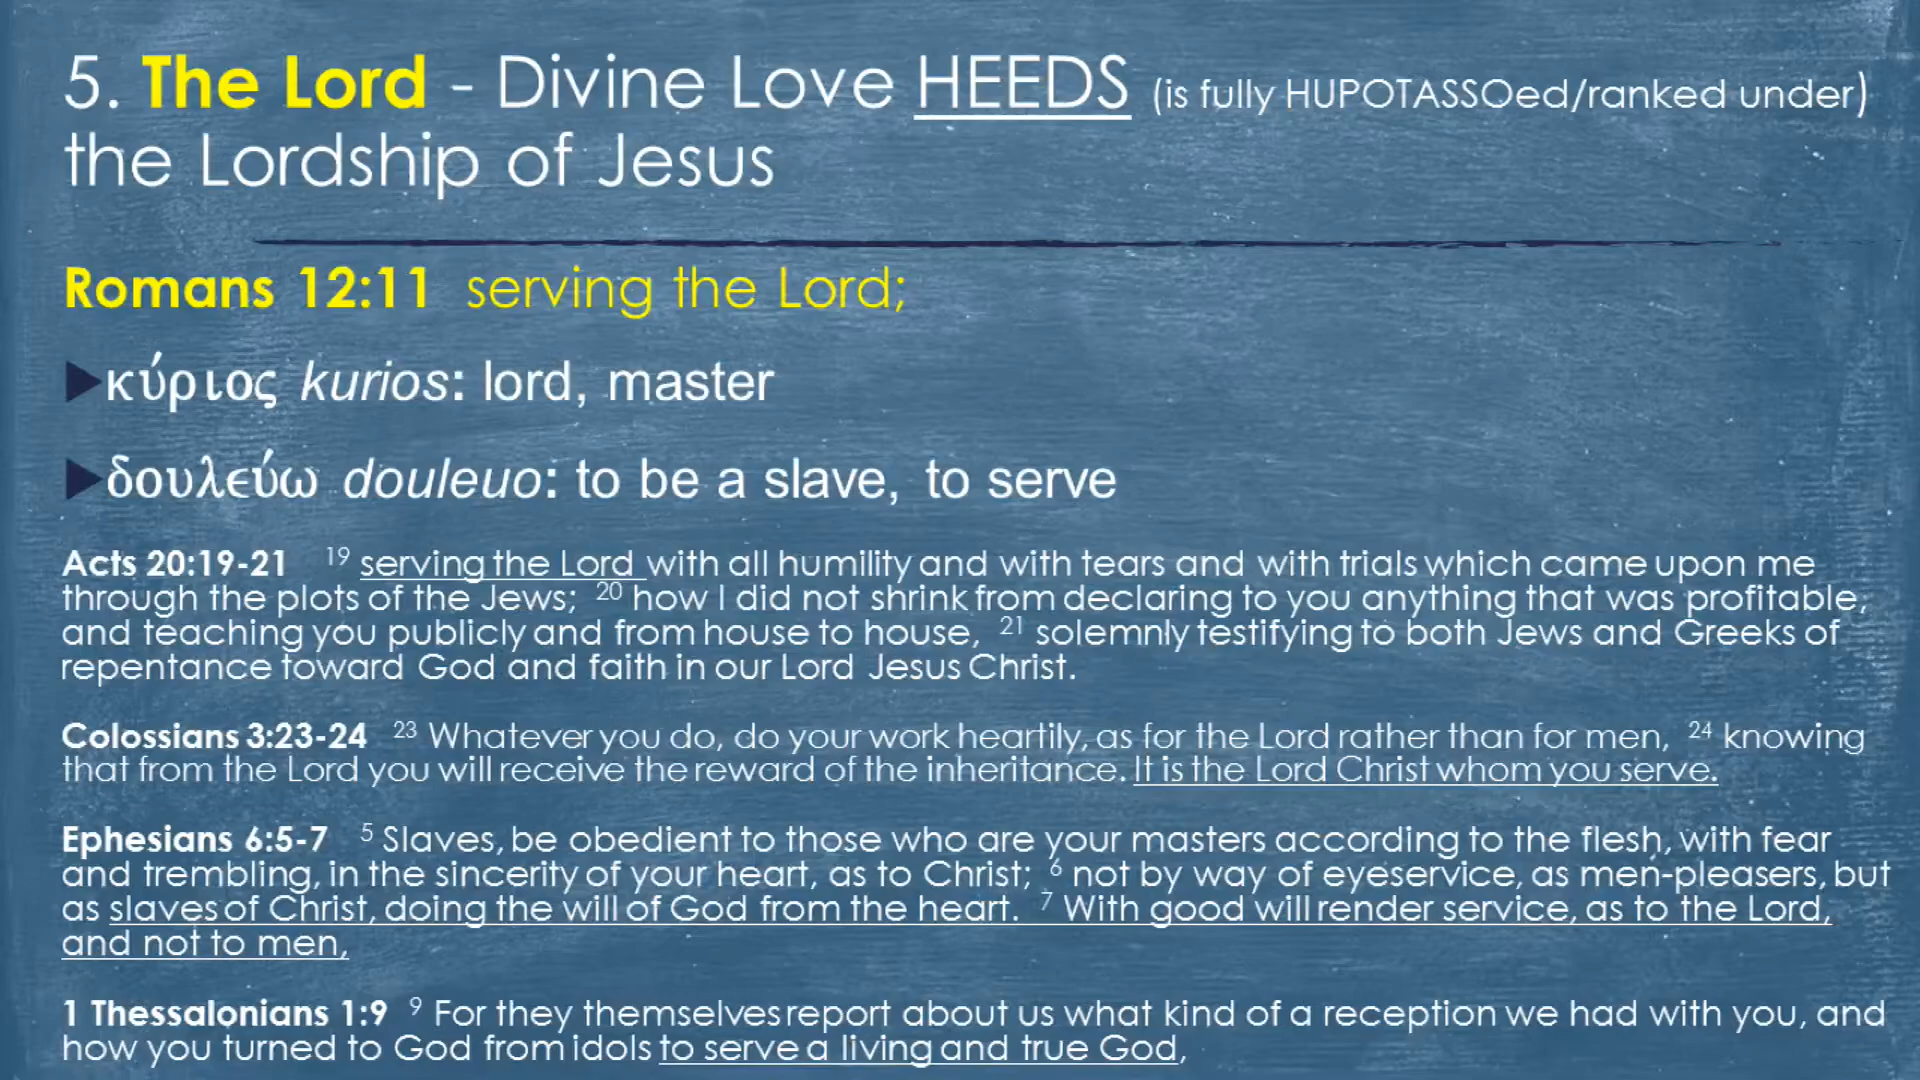 5. The Lord - Divine Love HEEDS (is fully HUPOTASSOed/ranked under)
the Lordship of Jesus
Romans 12:11 serving the Lord;
►κύριος kurios: lord, master
►δουλεύω douleuo: to be a slave, to serve
Acts 20:19-21 19 serving the Lord with all humility and with tears and with trials which came upon me
through the plots of the Jews; 20 how I did not shrink from declaring to you anything that was profitable,
and teaching you publicly and from house to house, 21 solemnly testifying to both Jews and Greeks of
repentance toward God and faith in our Lord Jesus Christ.
Colossians 3:23-24 23 Whatever you do, do your work heartily, as for the Lord rather than for men, 24 knowing
that from the Lord you will receive the reward of the inheritance. It is the Lord Christ whom you serve.
Ephesians 6:5-7 5 Slaves, be obedient to those who are your masters according to the flesh, with fear
and trembling, in the sincerity of your heart, as to Christ; 6 not by way of eyeservice, as men-pleasers, but
as slaves of Christ, doing the will of God from the heart. 7 With good will render service, as to the Lord,
and not to men,
1 Thessalonians 1:9 9 For they themselves report about us what kind of a reception we had with you, and
how you turned to God from idols to serve a living and true God,